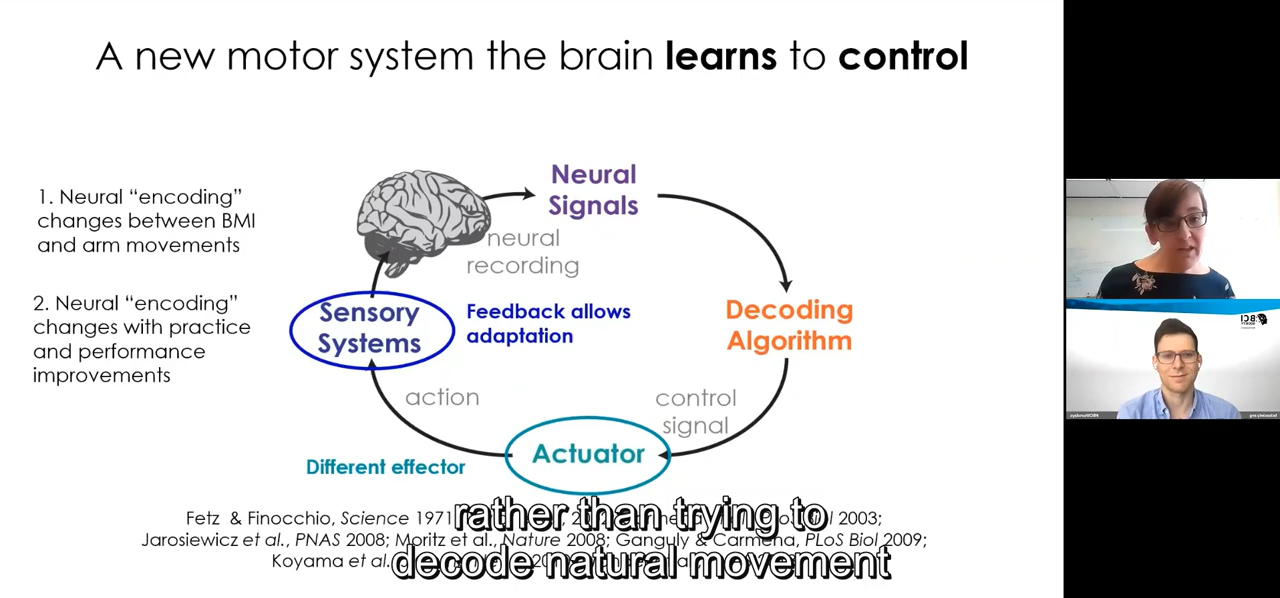 A new motor system the brain learns to control
1. Neural “encoding”
changes between BMI
and arm movements
2. Neural “encoding”
changes with practice
and performance
improvements
Neural
Signals
neural
recording
Sensory
Systems
Feedback allows
adaptation
Decoding
Algorithm
action
control
signal
Actuator
Different effector
Fetz & Finocchio, Science 1971 2003;
Jarosiewicz et al., PNAS 2008; Moritz et al., Nature 2008; Ganguly & Carmena, PLoS Biol 2009;
Koyama et al.
rather than trying to
decode natural movement
BCI